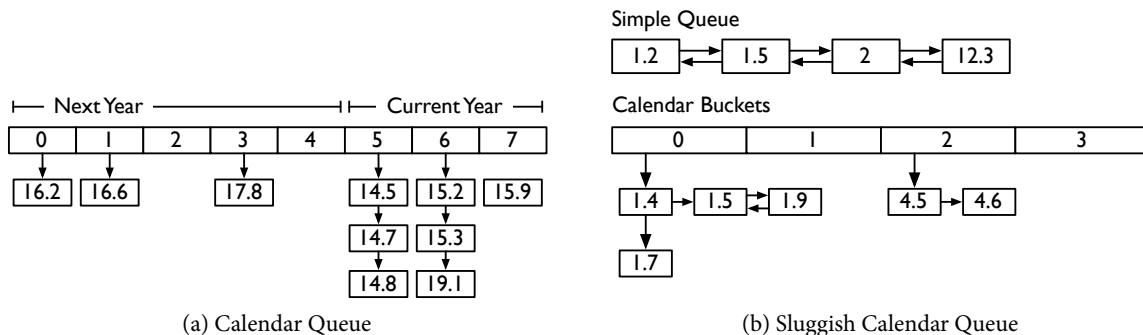 Simple Queue
1.2 1.5 2 12.3
Next Year Current Year
0 1 2 3 4 5 6 7
16.2 16.6 17.8 14.5 15.2 15.9
14.7 15.3
14.8 19.1
(a) Calendar Queue
Calendar Buckets
0 1 2 3
1.4 1.5 1.9 4.5 4.6
1.7
(b) Sluggish Calendar Queue